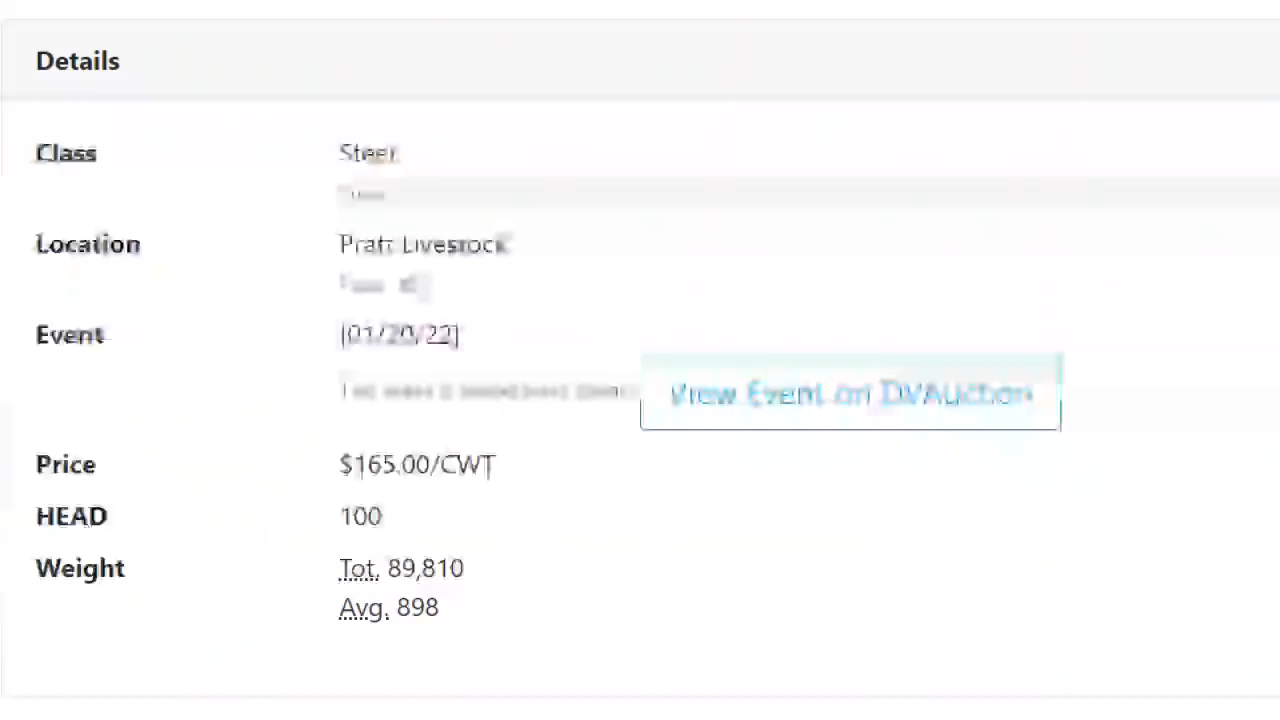 Details
Class Steer
Location Pratt Livestock
Event [01/20/22]
View Event on DVAuction
Price $165.00/CWT
HEAD 100
Weight Tot. 89,810
Avg. 898